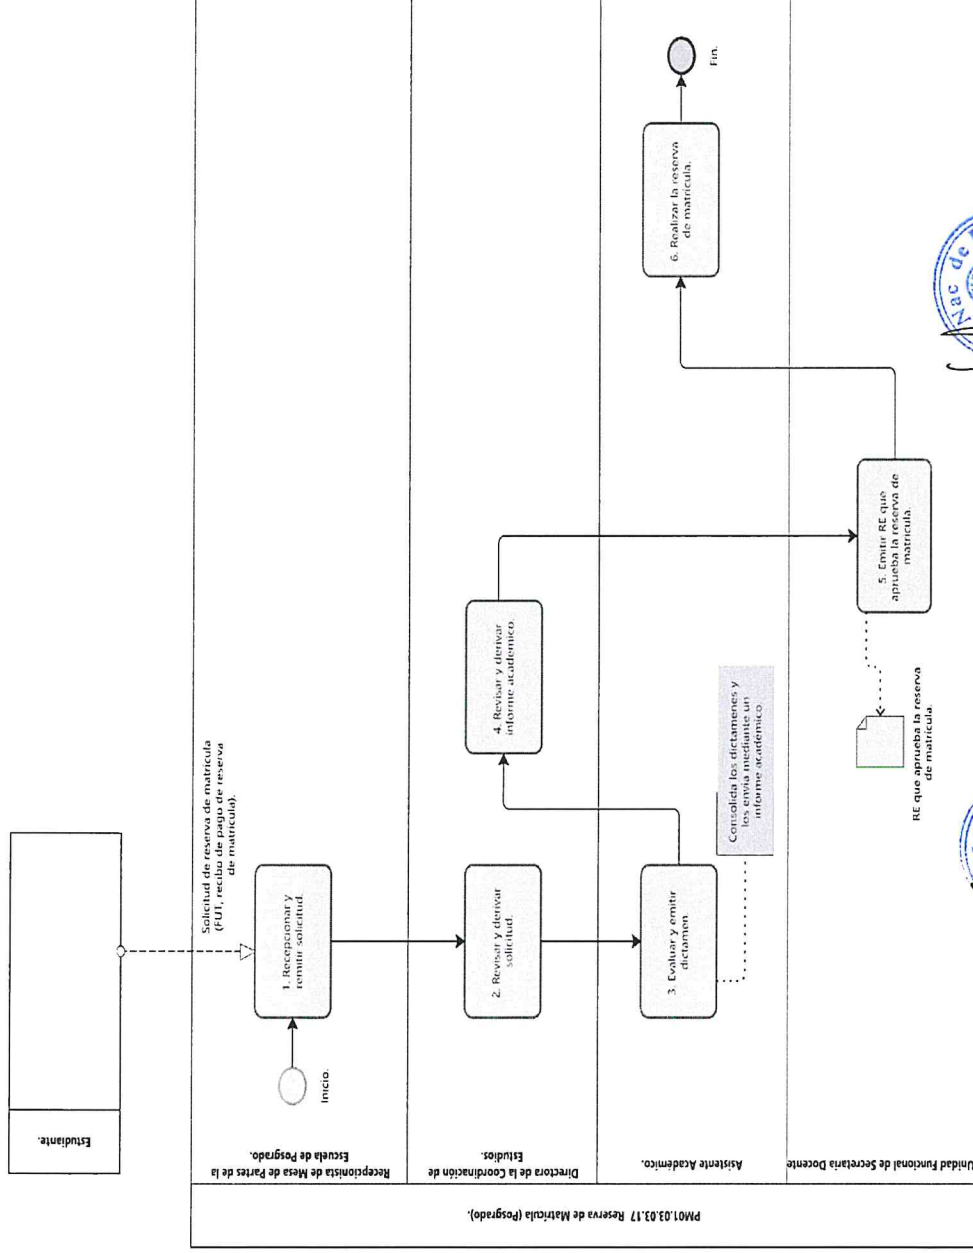 Estudiante.
Solicitud de reserva de matrícula
(FUT, recibo de pago de reserva
de matrícula).
PM01.03.03.17 Reserva de Matrícula (Posgrado).
Recepcionista de Mesa de Partes de la
Escuela de Posgrado.
Inicio.
1. Recepcionar y
remitir solicitud.
Directora de la Coordinación de
Estudios.
2. Revisar y derivar
solicitud.
4. Revisar y derivar
informe académico.
Asistente Académico.
3. Evaluar y emitir
dictamen.
Consolida los dictámenes y
los envía mediante un
informe académico.
6. Realizar la reserva
de matrícula.
Fin.
Unidad Funcional de Secretaria Docente
RE que aprueba la reserva
de matrícula.
5. Emitir RE que
aprueba la reserva de
matrícula.
Nac de